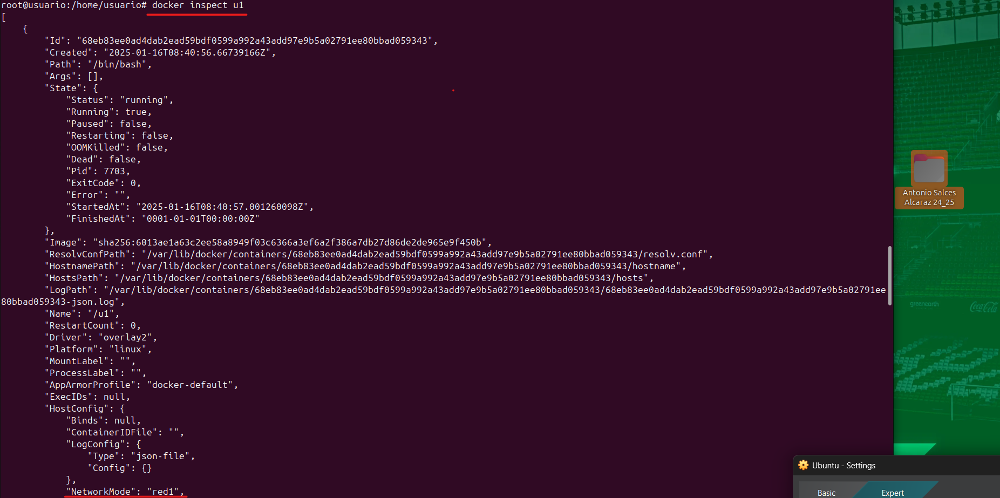 root@usuario:/home/usuario# docker inspect u1
[
    {
        "Id": "68eb83ee0ad4dab2ead59bdf0599a992a43add97e9b5a02791ee80bbad059343",
        "Created": "2025-01-16T08:40:56.66739166Z",
        "Path": "/bin/bash",
        "Args": [],
        "State": {
            "Status": "running",
            "Running": true,
            "Paused": false,
            "Restarting": false,
            "OOMKilled": false,
            "Dead": false,
            "Pid": 7703,
            "ExitCode": 0,
            "Error": "",
            "StartedAt": "2025-01-16T08:40:57.001260098Z",
            "FinishedAt": "0001-01-01T00:00:00Z"
        },
        "Image": "sha256:6013ae1a63c2ee58a8949f03c6366a3ef6a2f386a7db27d86de2de965e9f450b",
        "ResolvConfPath": "/var/lib/docker/containers/68eb83ee0ad4dab2ead59bdf0599a992a43add97e9b5a02791ee80bbad059343/resolv.conf",
        "HostnamePath": "/var/lib/docker/containers/68eb83ee0ad4dab2ead59bdf0599a992a43add97e9b5a02791ee80bbad059343/hostname",
        "HostsPath": "/var/lib/docker/containers/68eb83ee0ad4dab2ead59bdf0599a992a43add97e9b5a02791ee80bbad059343/hosts",
        "LogPath": "/var/lib/docker/containers/68eb83ee0ad4dab2ead59bdf0599a992a43add97e9b5a02791ee80bbad059343/68eb83ee0ad4dab2ead59bdf0599a992a43add97e9b5a02791ee
80bbad059343-json.log",
        "Name": "/u1",
        "RestartCount": 0,
        "Driver": "overlay2",
        "Platform": "linux",
        "MountLabel": "",
        "ProcessLabel": "",
        "AppArmorProfile": "docker-default",
        "ExecIDs": null,
        "HostConfig": {
            "Binds": null,
            "ContainerIDFile": "",
            "LogConfig": {
                "Type": "json-file",
                "Config": {}
            },
            "NetworkMode": "red1",
Antonio Salces
Alcaraz 24_25
greenearth
Coca-Cola
Ubuntu - Settings
Basic
Expert